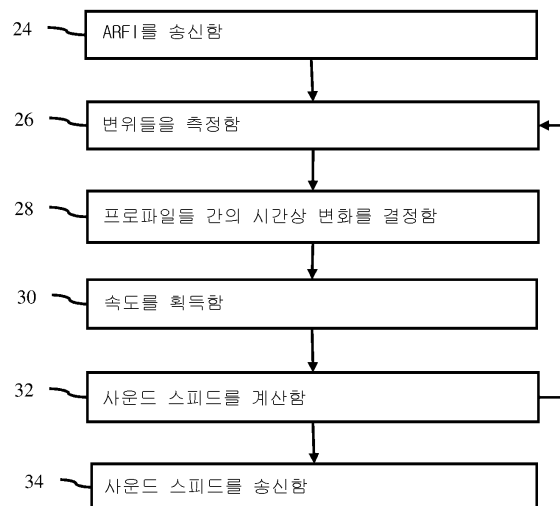 24 ARFI를 송신함
26 변위들을 측정함
28 프로파일들 간의 시간상 변화를 결정함
30 속도를 획득함
32 사운드 스피드를 계산함
34 사운드 스피드를 송신함